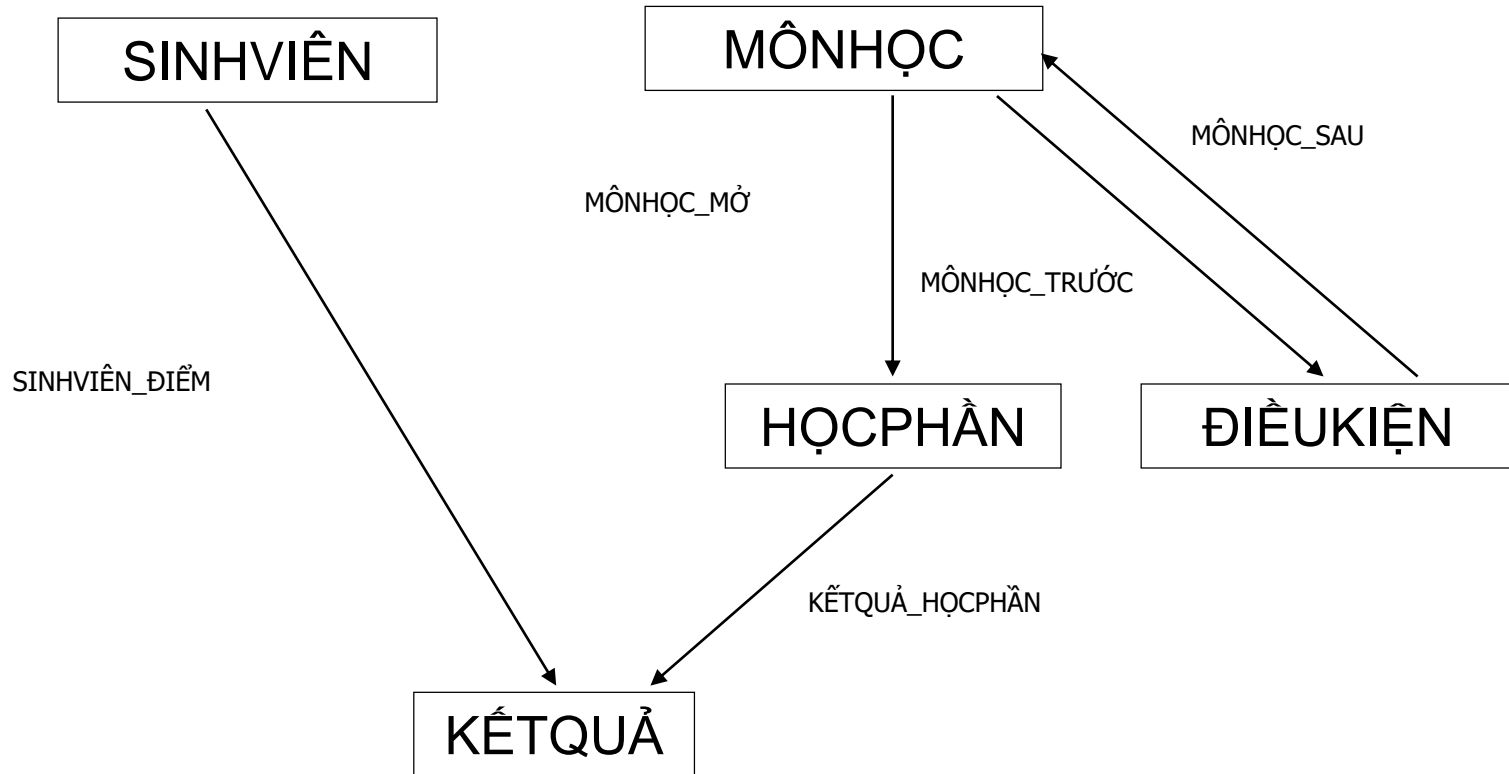 SINHVIÊN
MÔNHỌC
MÔNHỌC_SAU
MÔNHỌC_MỞ
MÔNHỌC_TRƯỚC
SINHVIÊN_ĐIỂM
HỌCPHẦN
ĐIỀUKIỆN
KẾTQUẢ_HỌCPHẦN
KẾTQUẢ